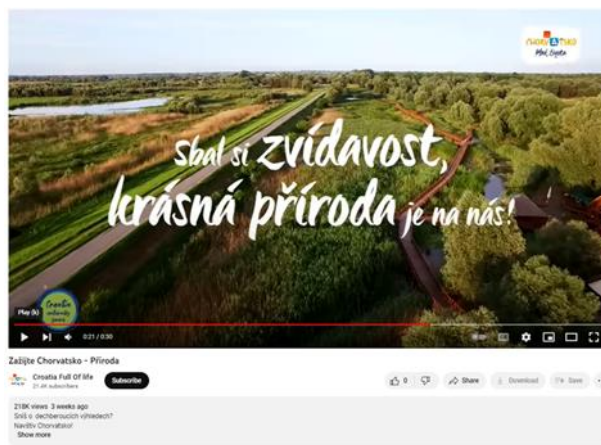 Sbal si zvídavost,
krásná příroda je na nás!
Play (k)
0:21 / 0:30
Zažijte Chorvatsko - Příroda
Croatia Full Of life
21.4K subscribers
Subscribe
0
Share
Download
Save
218K views 3 weeks ago
Sníš o dechberoucích výhledech?
Navštiv Chorvatsko!
Show more